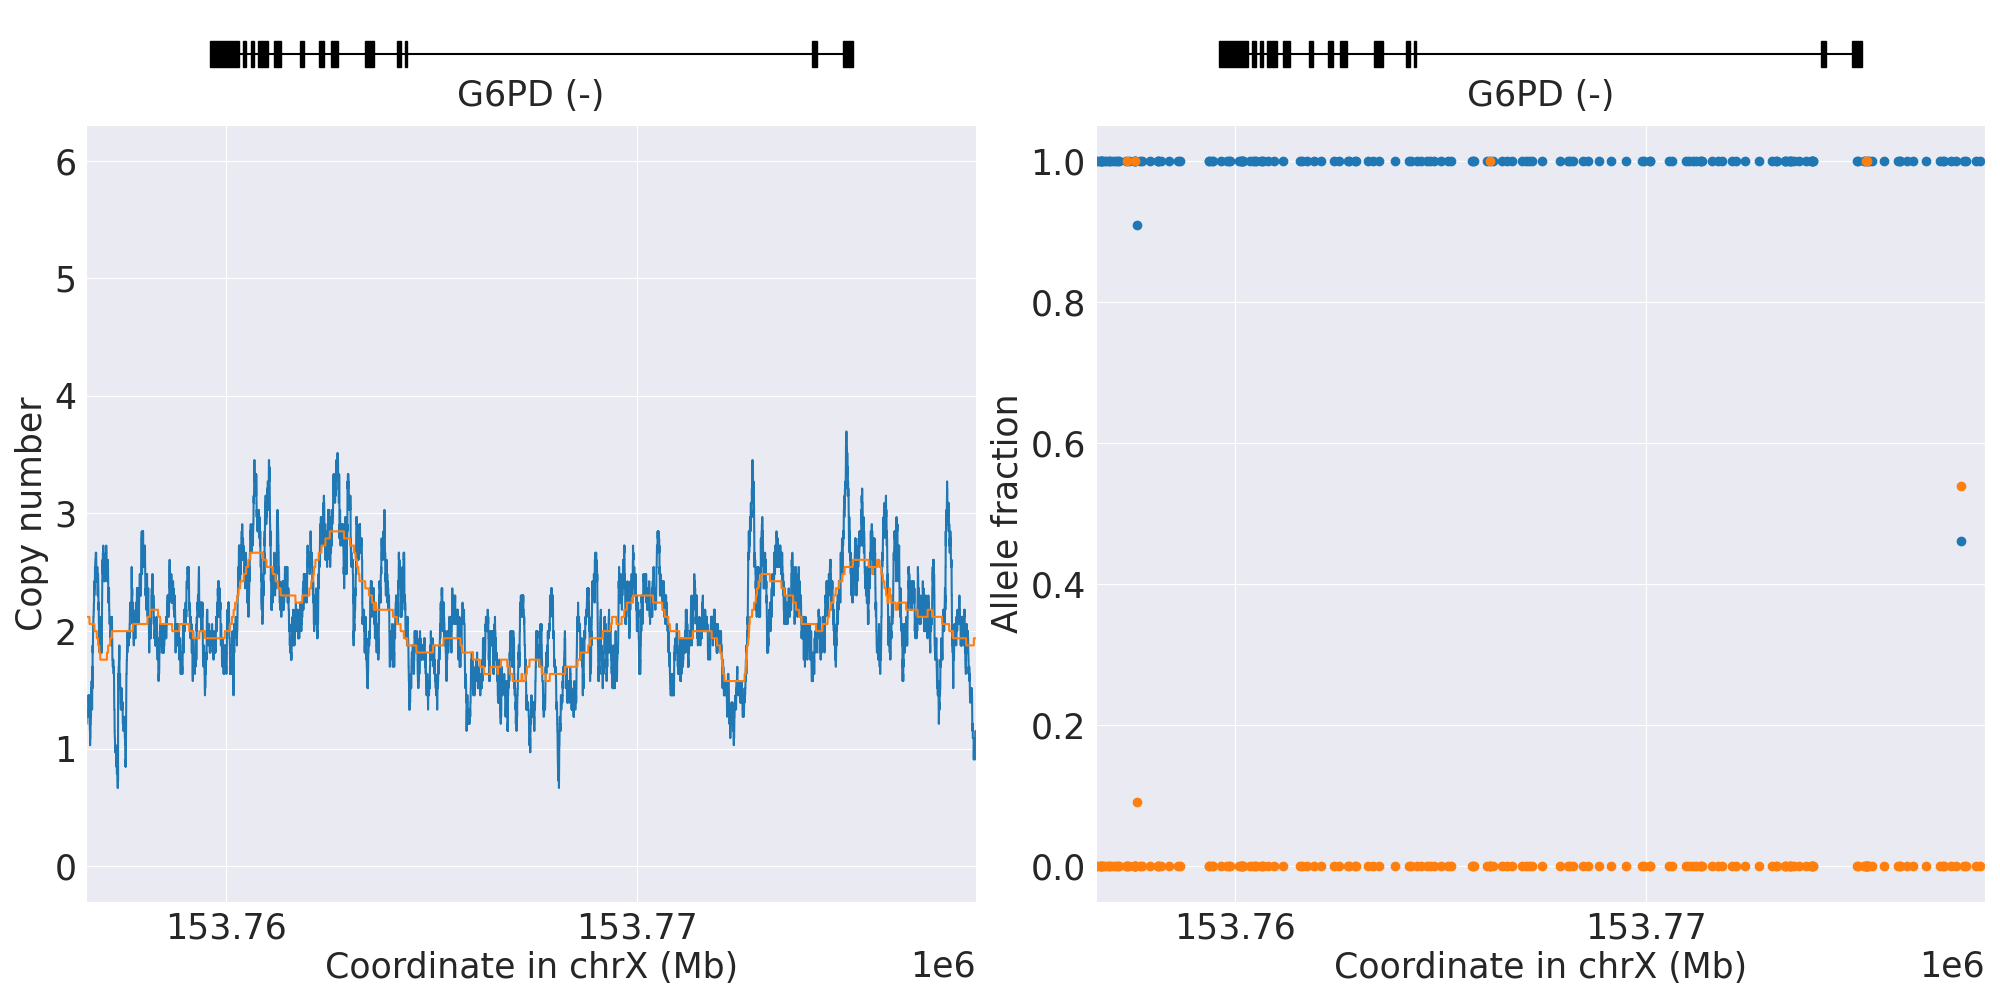 G6PD (-)
6
5
4
3
2
1
0
Copy number
153.76
153.77
Coordinate in chrX (Mb)
1e6
G6PD (-)
1.0
0.8
0.6
0.4
0.2
0.0
Allele fraction
153.76
153.77
Coordinate in chrX (Mb)
1e6